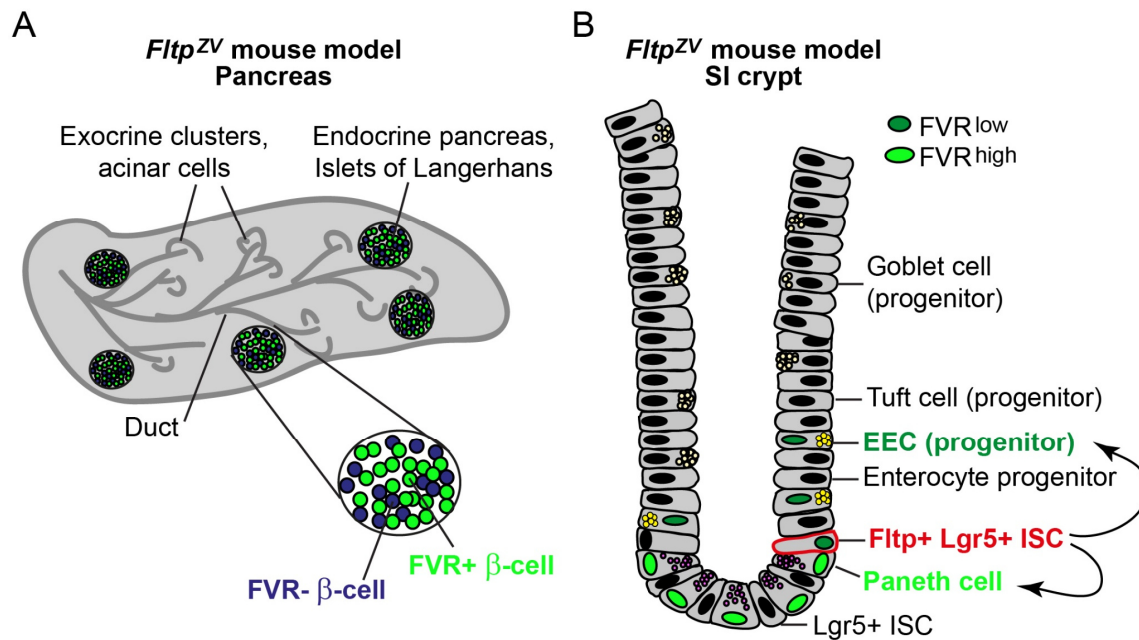 A
Fltp^ZV mouse model
Pancreas
Exocrine clusters,
acinar cells
Endocrine pancreas,
Islets of Langerhans
Duct
FVR+ β-cell
FVR- β-cell
B
Fltp^ZV mouse model
SI crypt
FVR^low
FVR^high
Goblet cell
(progenitor)
Tuft cell (progenitor)
EEC (progenitor)
Enterocyte progenitor
Fltp+ Lgr5+ ISC
Paneth cell
Lgr5+ ISC